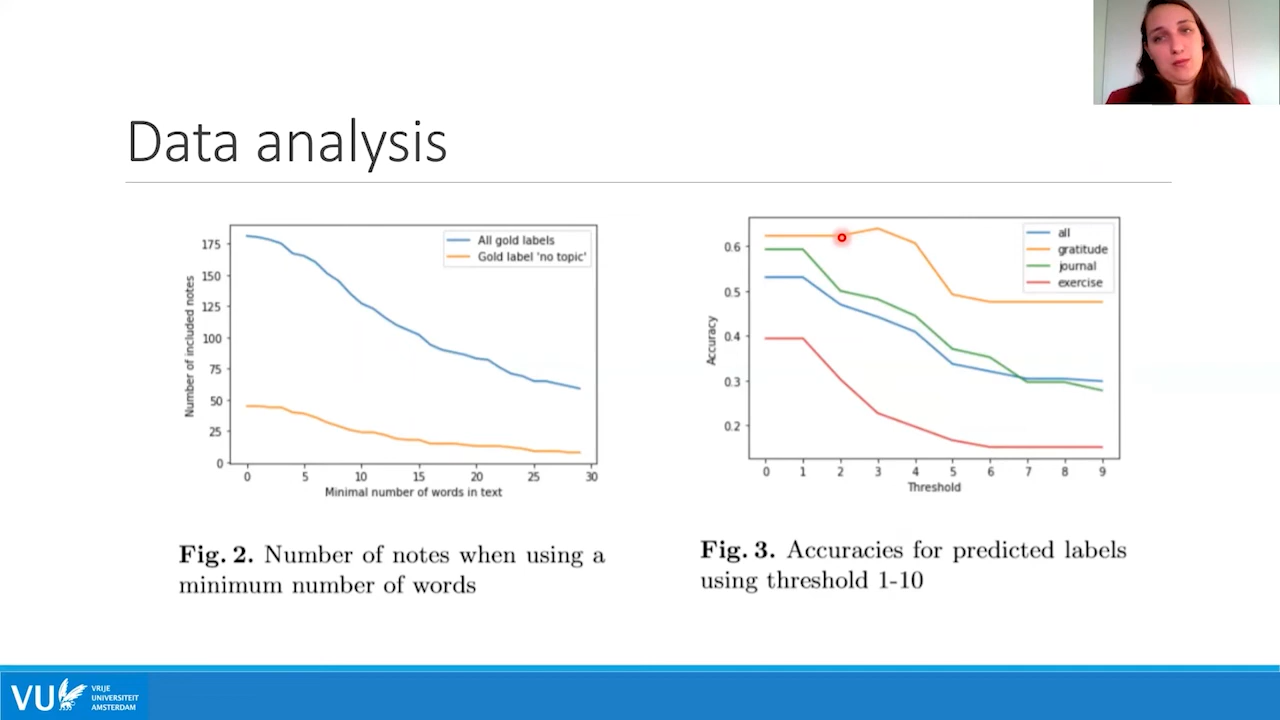 Data analysis
175
150
125
100
75
50
25
0
Number of included notes
All gold labels
Gold label 'no topic'
0 5 10 15 20 25 30
Minimal number of words in text
Fig. 2. Number of notes when using a
minimum number of words
0.6
0.5
0.4
0.3
0.2
Accuracy
all
gratitude
journal
exercise
0 1 2 3 4 5 6 7 8 9
Threshold
Fig. 3. Accuracies for predicted labels
using threshold 1-10
VU
VRIJE
UNIVERSITEIT
AMSTERDAM